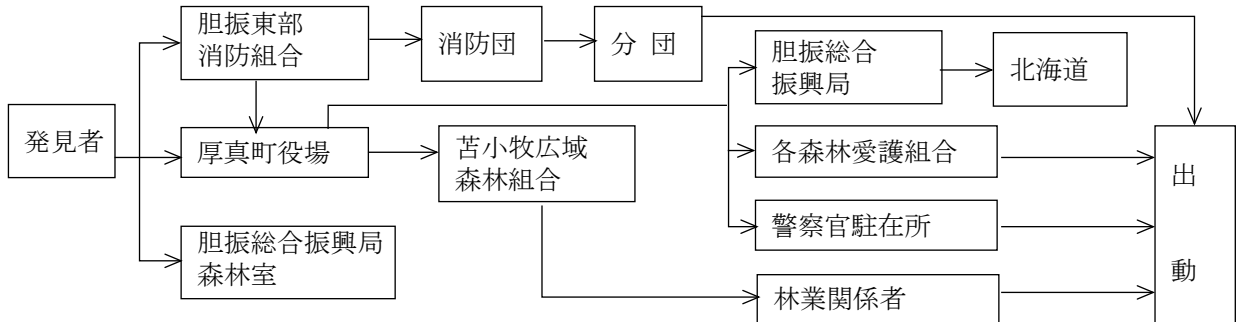 発見者
胆振東部
消防組合
消防団
分 団
厚真町役場
苫小牧広域
森林組合
胆振総合振興局
森林室
胆振総合
振興局
北海道
各森林愛護組合
警察官駐在所
林業関係者
出
動